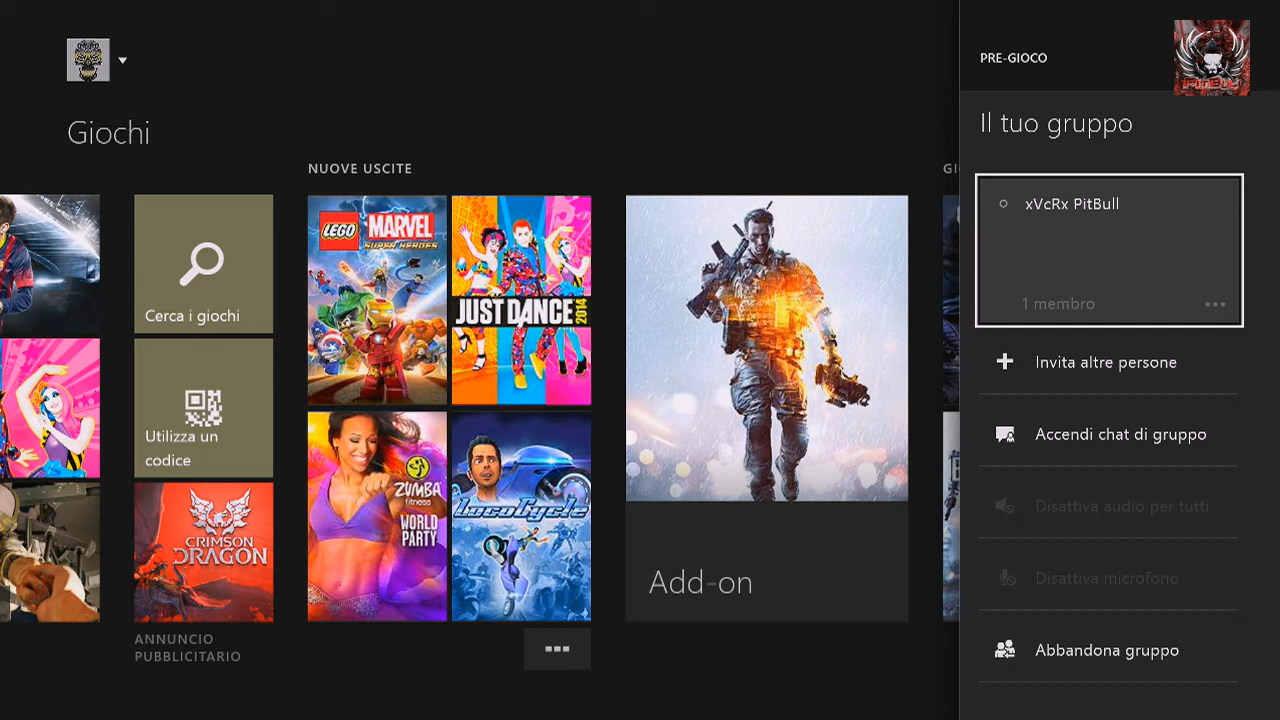 Giochi
NUOVE USCITE
GI
Cerca i giochi
Utilizza un
codice
CRIMSON
DRAGON
ANNUNCIO
PUBBLICITARIO
LEGO MARVEL
SUPER HEROES
JUST DANCE 2014
ZUMBA
fitness
WORLD
PARTY
LocoCycle
Add-on
PRE-GIOCO
PITBULL
Il tuo gruppo
xVcRx PitBull
1 membro
Invita altre persone
Accendi chat di gruppo
Disattiva audio per tutti
Disattiva microfono
Abbandona gruppo